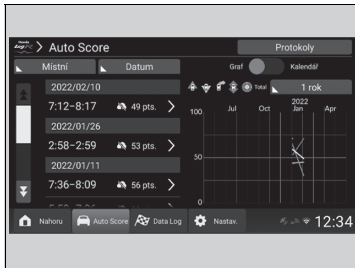 Honda
LogR > Auto Score
Protokoly
Místní
Datum
Graf
Kalendář
2022/02/10
Total
1 rok
7:12–8:17 49 pts. >
2022/01/26
2:58–2:59 53 pts. >
2022/01/11
7:36–8:09 56 pts. >
100
Jul
Oct
2022
Jan
Apr
50
0
Nahoru
Auto Score
Data Log
Nastav.
12:34